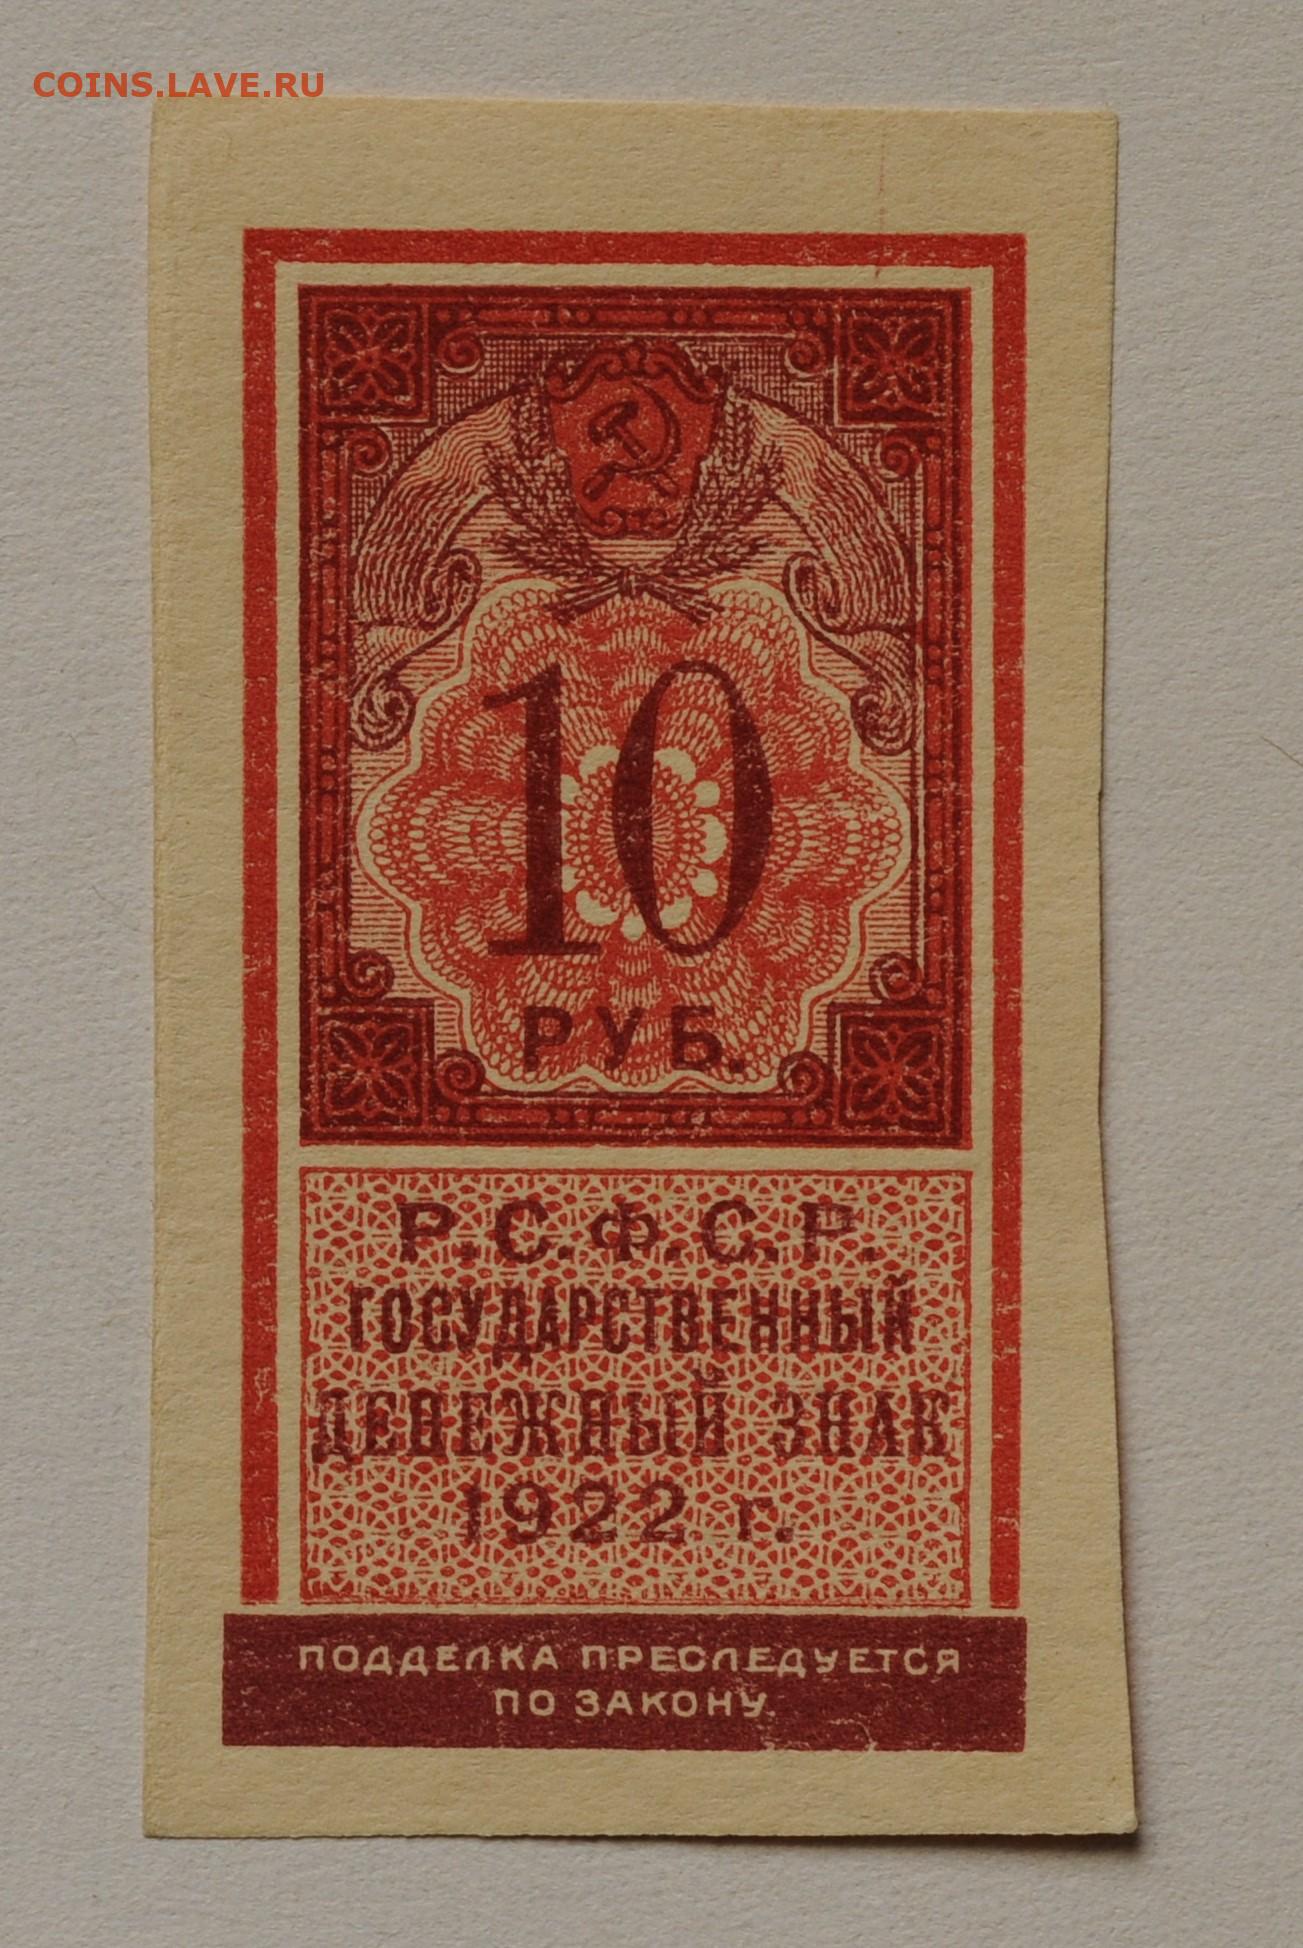 COINS.LAVE.RU
10
РУБ.
Р.С.Ф.С.Р.
ГОСУДАРСТВЕННЫЙ
ДЕНЕЖНЫЙ ЗНАК
1922 г.
ПОДДЕЛКА ПРЕСЛЕДУЕТСЯ
ПО ЗАКОНУ.